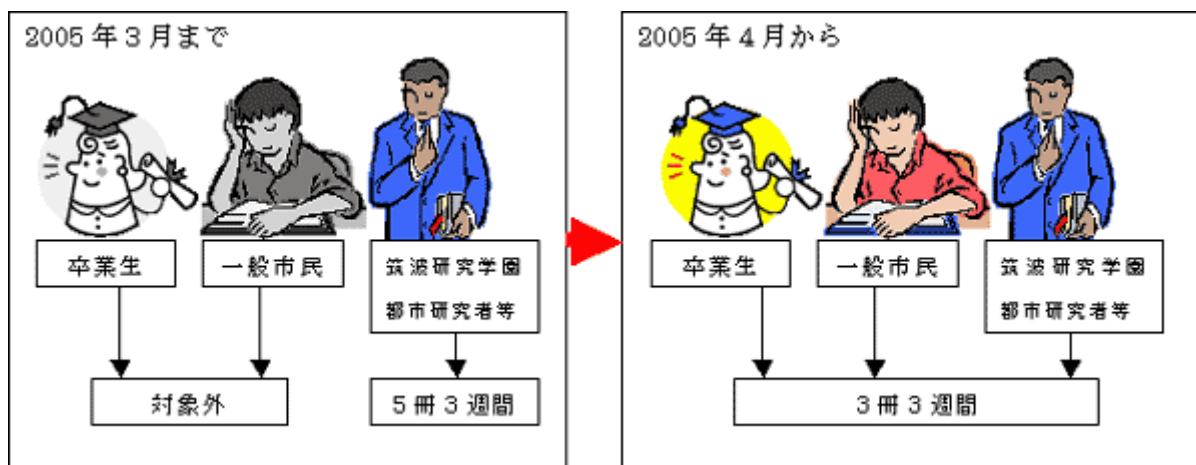 2005年3月まで
卒業生
一般市民
筑波研究学園
都市研究者等
対象外
5冊3週間
2005年4月から
卒業生
一般市民
筑波研究学園
都市研究者等
3冊3週間